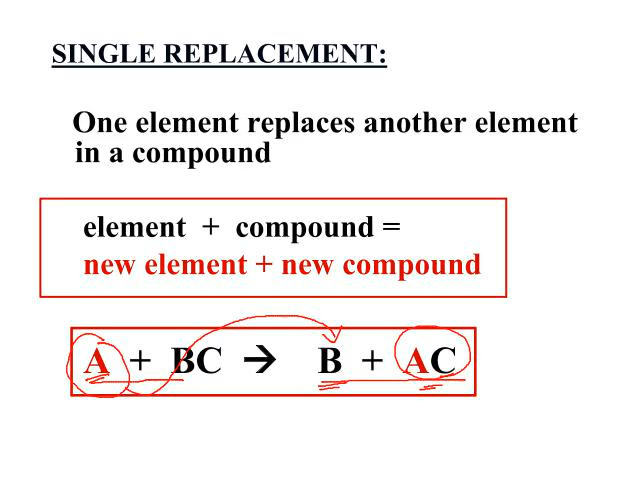 SINGLE REPLACEMENT:
One element replaces another element
in a compound
element + compound =
new element + new compound
A + BC → B + AC